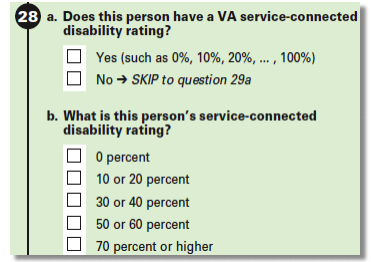 28 a. Does this person have a VA service-connected
disability rating?
Yes (such as 0%, 10%, 20%, ... , 100%)
No → SKIP to question 29a
b. What is this person's service-connected
disability rating?
0 percent
10 or 20 percent
30 or 40 percent
50 or 60 percent
70 percent or higher